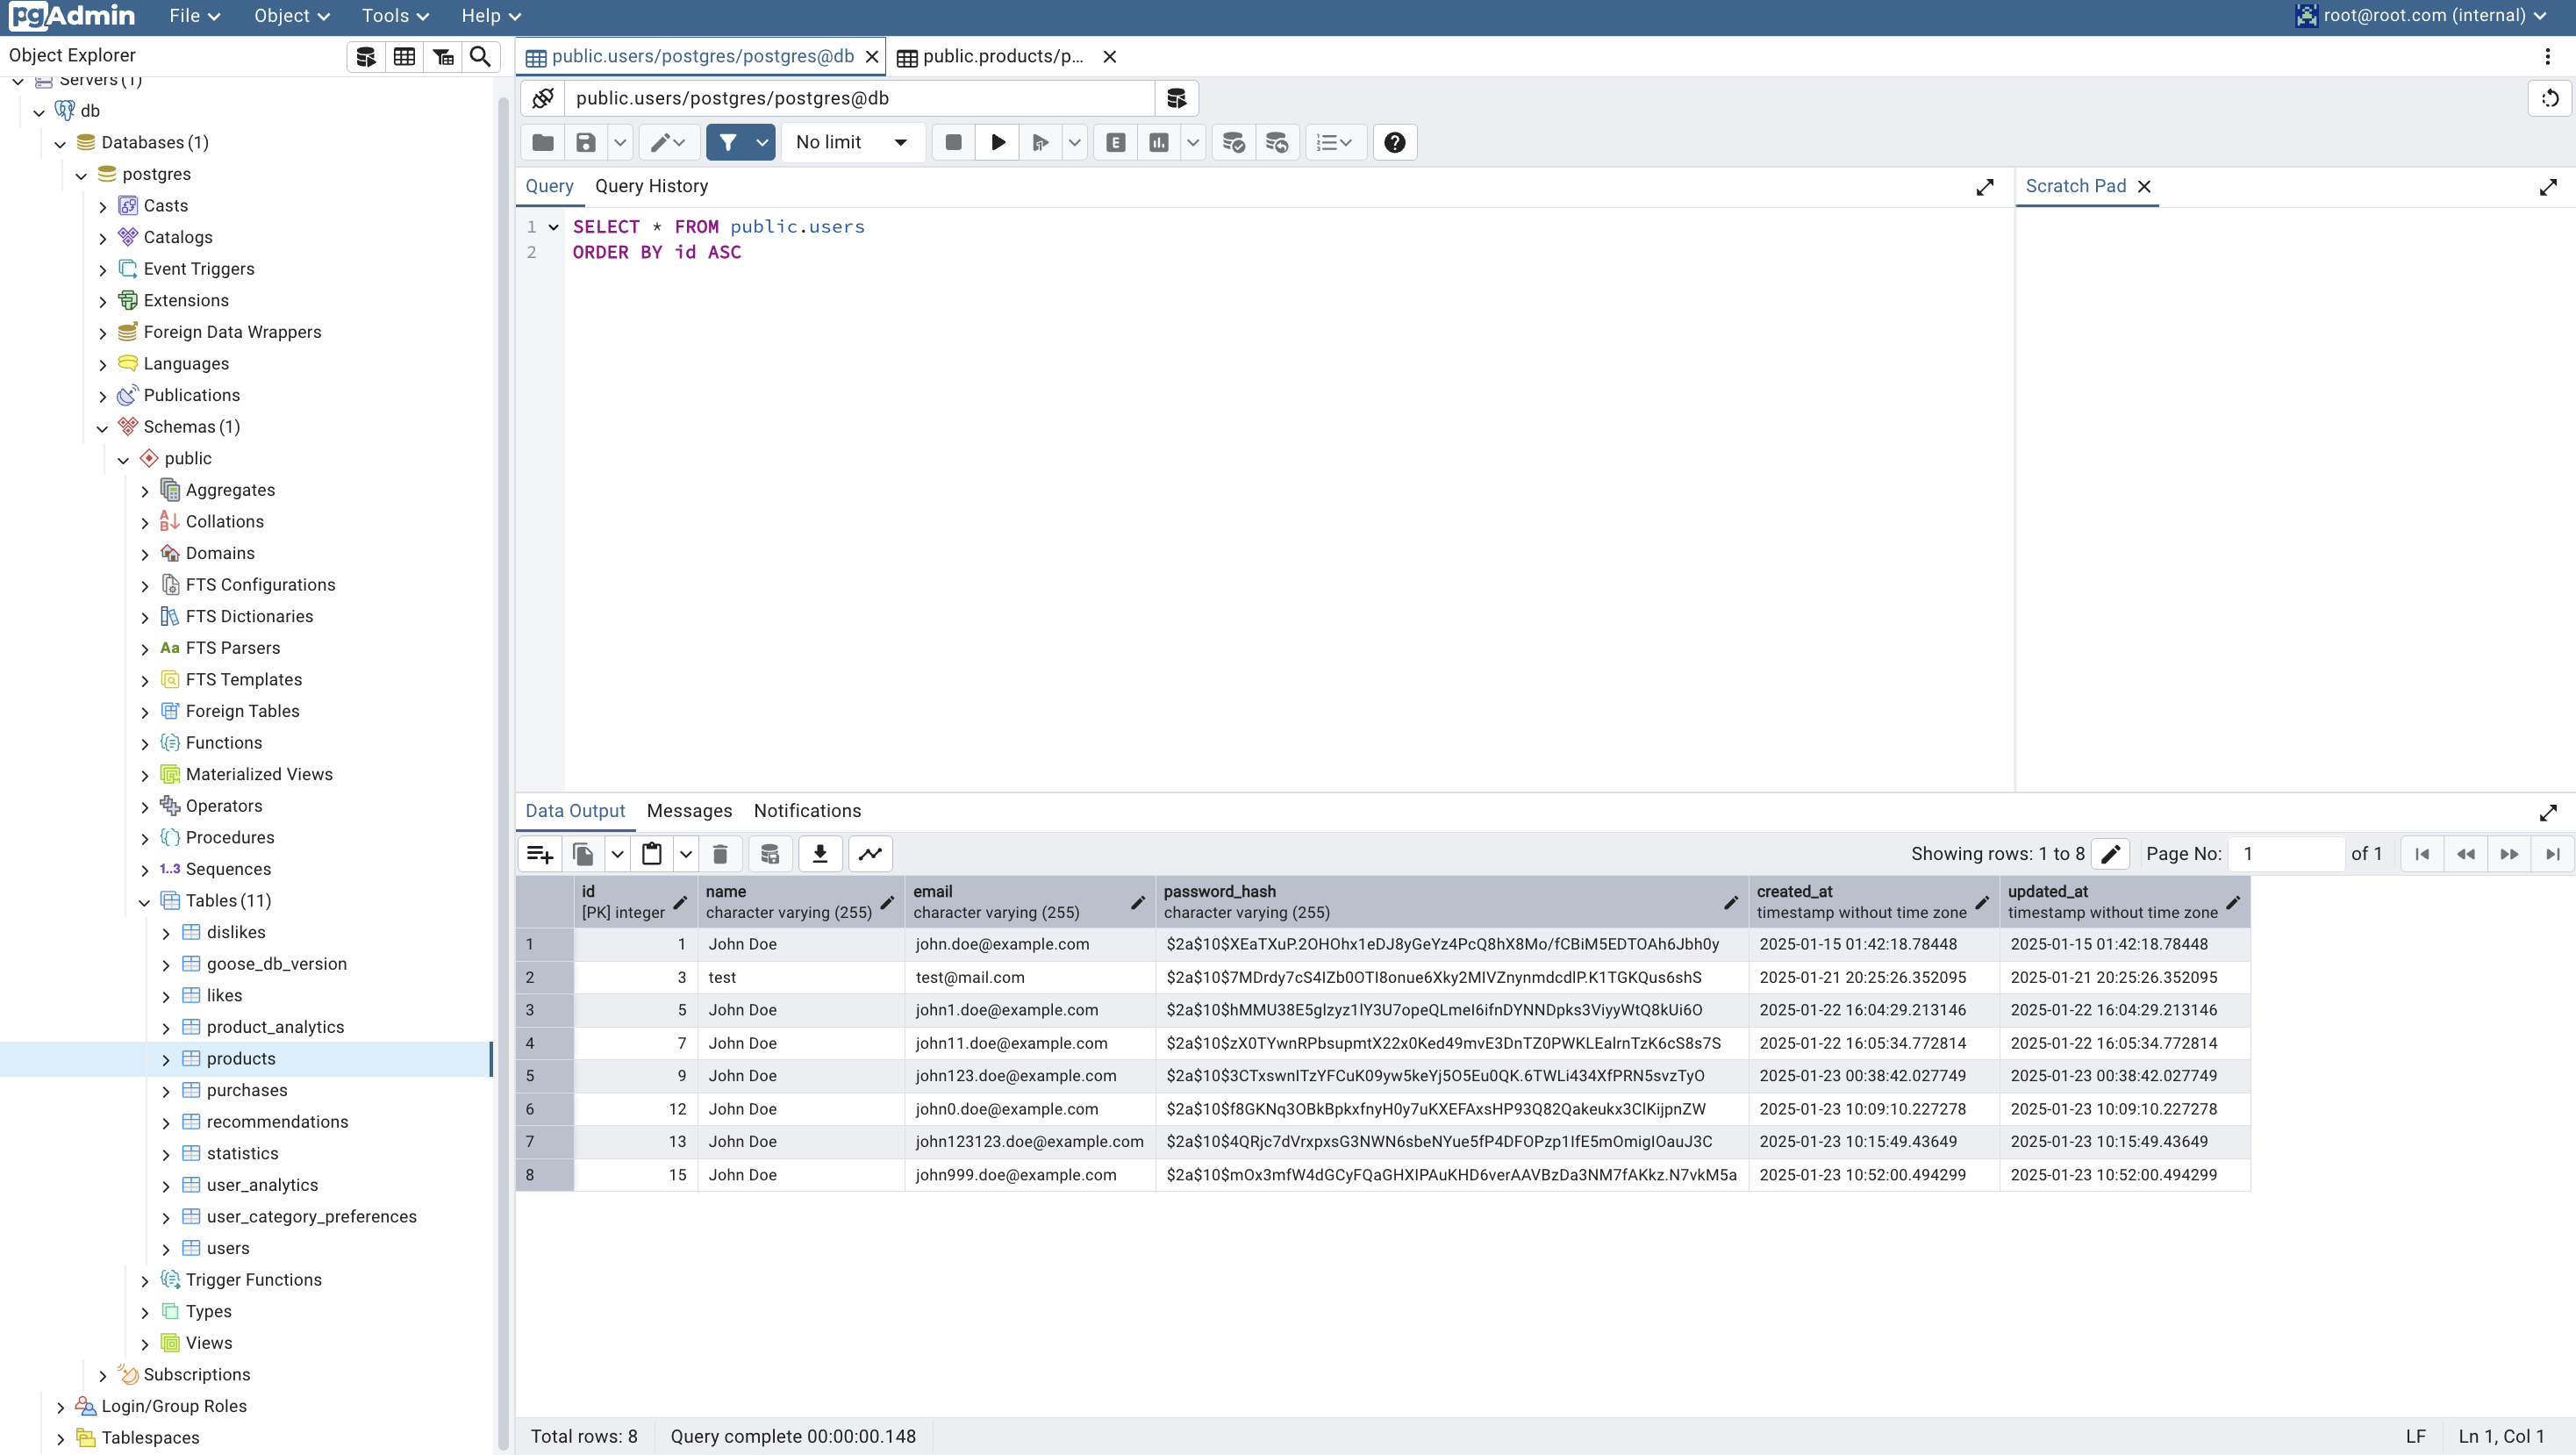 pgAdmin File Object Tools Help root@root.com (internal)
Object Explorer
public.users/postgres/postgres@db public.products/p...
Servers (1)
db
Databases (1)
postgres
Casts
Catalogs
Event Triggers
Extensions
Foreign Data Wrappers
Languages
Publications
Schemas (1)
public
Aggregates
Collations
Domains
FTS Configurations
FTS Dictionaries
Aa FTS Parsers
FTS Templates
Foreign Tables
Functions
Materialized Views
Operators
Procedures
1..3 Sequences
Tables (11)
dislikes
goose_db_version
likes
product_analytics
products
purchases
recommendations
statistics
user_analytics
user_category_preferences
users
Trigger Functions
Types
Views
Subscriptions
Login/Group Roles
Tablespaces
public.users/postgres/postgres@db
No limit E
Query Query History Scratch Pad
1 SELECT * FROM public.users
2 ORDER BY id ASC
Data Output Messages Notifications
Showing rows: 1 to 8 Page No: 1 of 1
id name email password_hash created_at updated_at
[PK] integer character varying (255) character varying (255) character varying (255) timestamp without time zone timestamp without time zone
1 1 John Doe john.doe@example.com $2a$10$XEaTXuP.2OHOhx1eDJ8yGeYz4PcQ8hX8Mo/fCBiM5EDTOAh6Jbh0y 2025-01-15 01:42:18.78448 2025-01-15 01:42:18.78448
2 3 test test@mail.com $2a$10$7MDrdy7cS4IZb0OTI8onue6Xky2MIVZnynmdcdlP.K1TGKQus6shS 2025-01-21 20:25:26.352095 2025-01-21 20:25:26.352095
3 5 John Doe john1.doe@example.com $2a$10$hMMU38E5glzyz1lY3U7opeQLmeI6ifnDYNNDpks3ViyyWtQ8kUi6O 2025-01-22 16:04:29.213146 2025-01-22 16:04:29.213146
4 7 John Doe john11.doe@example.com $2a$10$zX0TYwnRPbsupmtX22x0Ked49mvE3DnTZ0PWKLEalrnTzK6cS8s7S 2025-01-22 16:05:34.772814 2025-01-22 16:05:34.772814
5 9 John Doe john123.doe@example.com $2a$10$3CTxswnITzYFCuK09yw5keYj5O5Eu0QK.6TWLi434XfPRN5svzTyO 2025-01-23 00:38:42.027749 2025-01-23 00:38:42.027749
6 12 John Doe john0.doe@example.com $2a$10$f8GKNq3OBkBpkxfnyH0y7uKXEFAxsHP93Q82Qakeukx3ClKijpnZW 2025-01-23 10:09:10.227278 2025-01-23 10:09:10.227278
7 13 John Doe john123123.doe@example.com $2a$10$4QRjc7dVrxpxsG3NWN6sbeNYue5fP4DFOPzp1IfE5mOmigIOauJ3C 2025-01-23 10:15:49.43649 2025-01-23 10:15:49.43649
8 15 John Doe john999.doe@example.com $2a$10$mOx3mfW4dGCyFQaGHXIPAuKHD6verAAVBzDa3NM7fAKkz.N7vkM5a 2025-01-23 10:52:00.494299 2025-01-23 10:52:00.494299
Total rows: 8 Query complete 00:00:00.148 LF Ln 1, Col 1